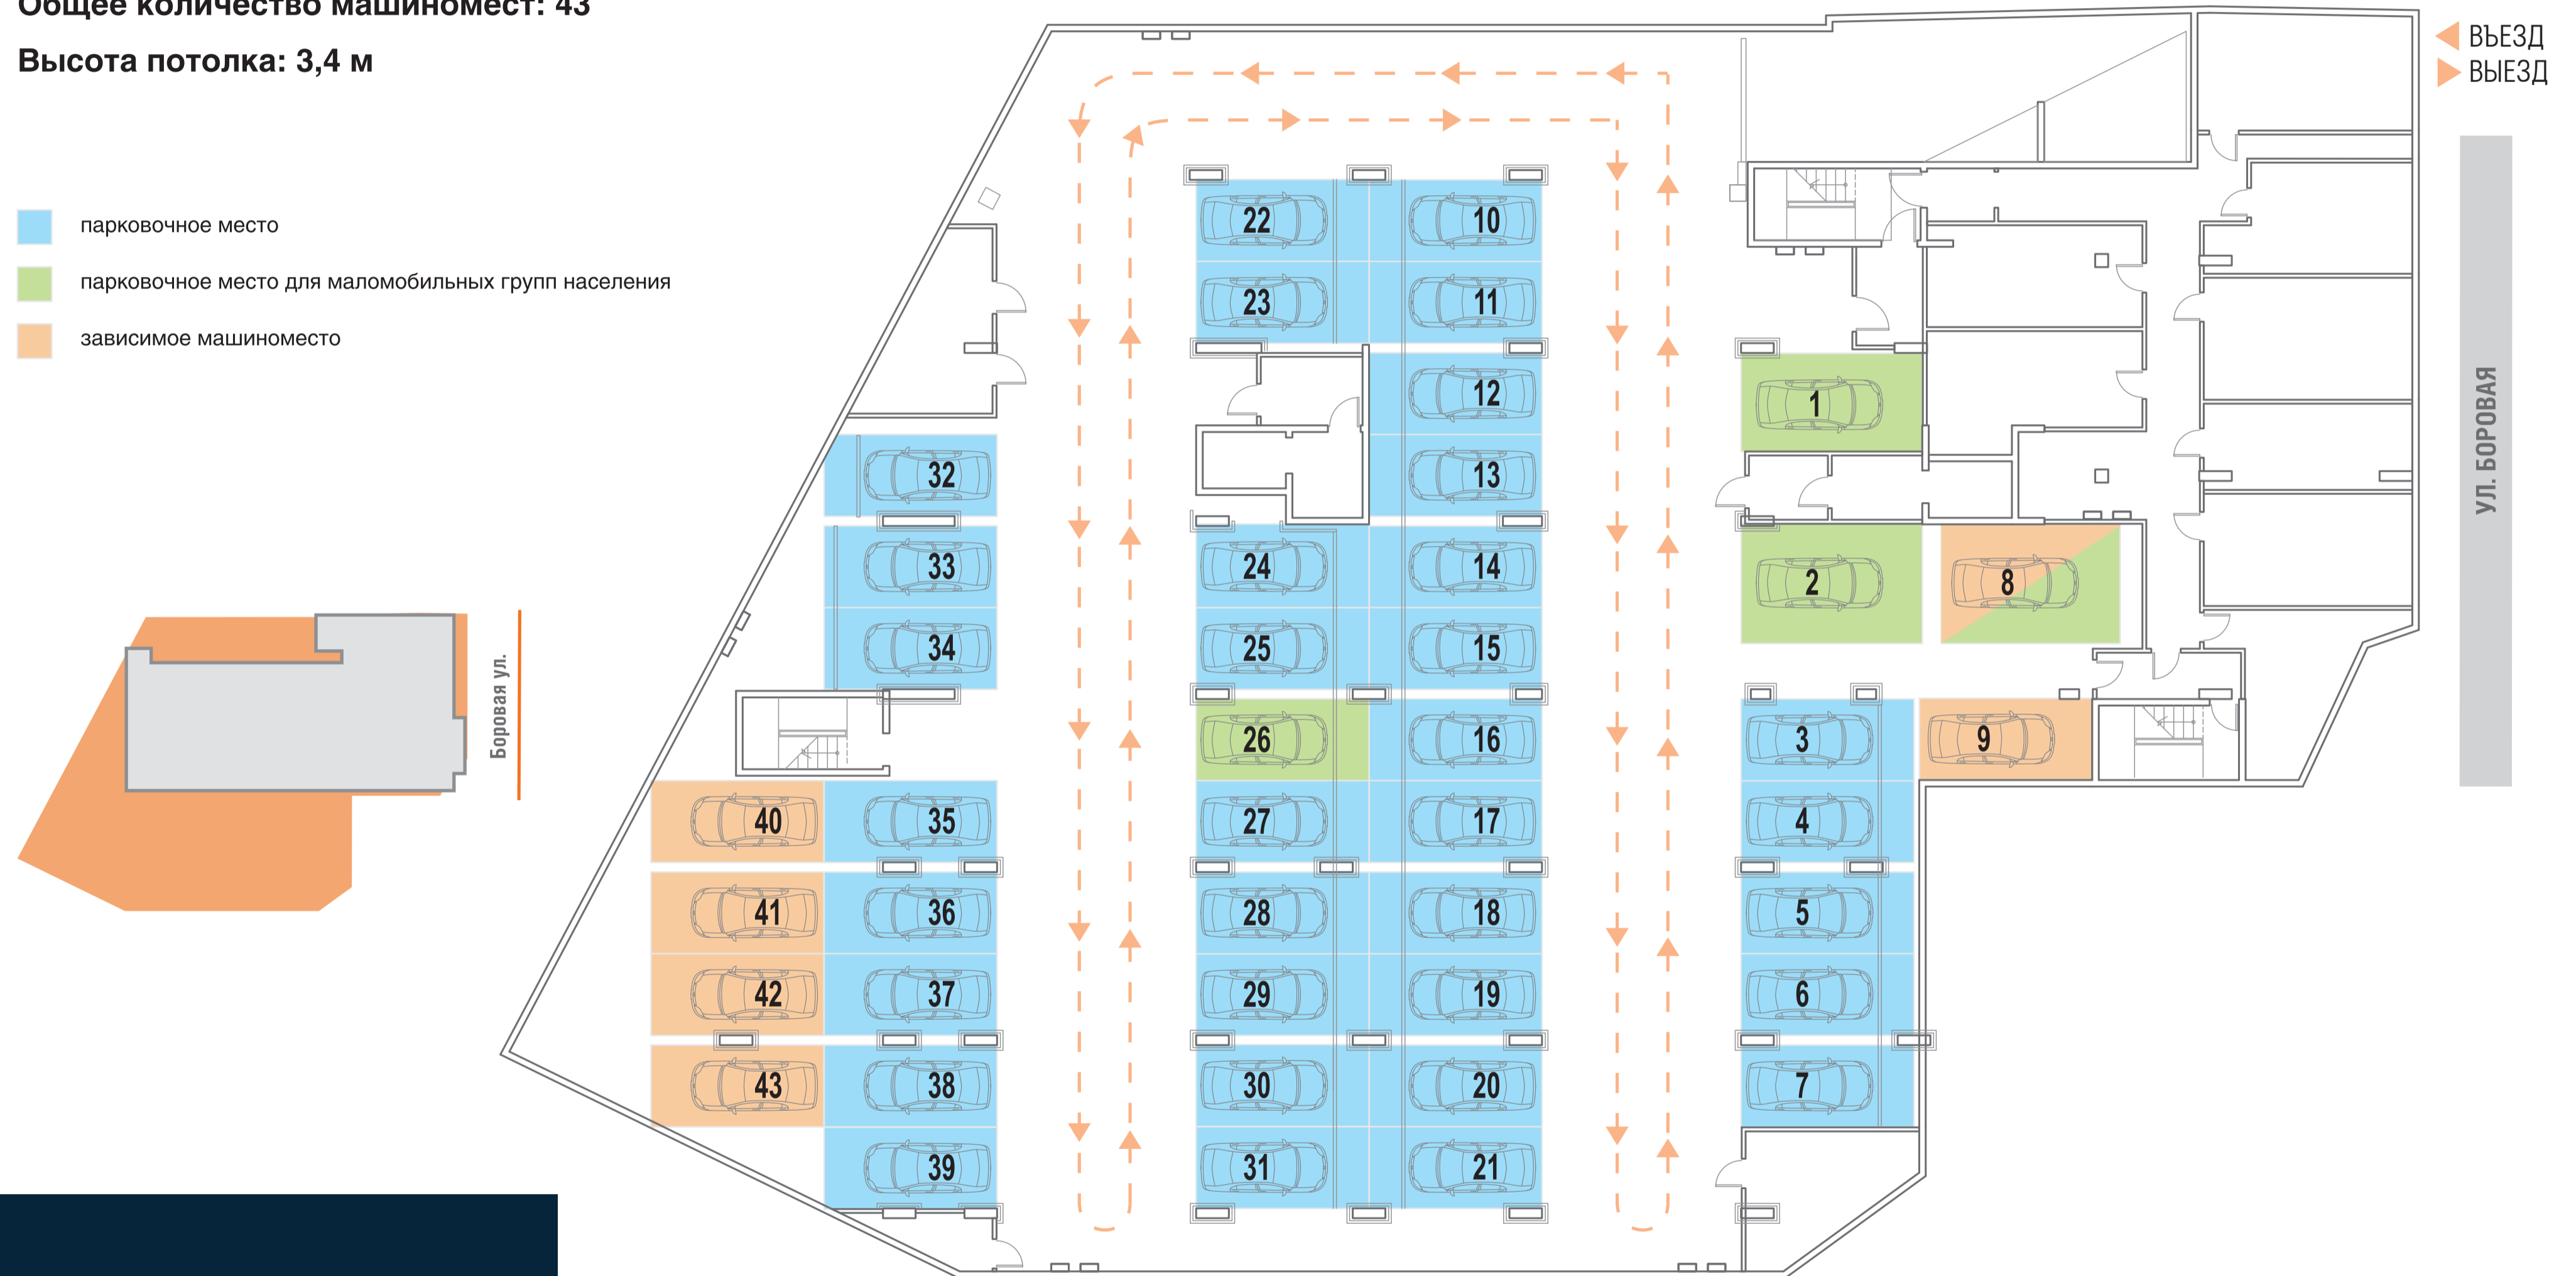 Общее количество машиномест: 43
Высота потолка: 3,4 м
ВЪЕЗД
ВЫЕЗД
парковочное место
парковочное место для маломобильных групп населения
зависимое машиноместо
22 10
23 11
12
1
32 13
33 24 14 2 8
34 25 15
26 16 3 9
40 35 27 17 4
41 36 28 18 5
42 37 29 19 6
43 38 30 20 7
39 31 21
УЛ. БОРОВАЯ
Боровая ул.